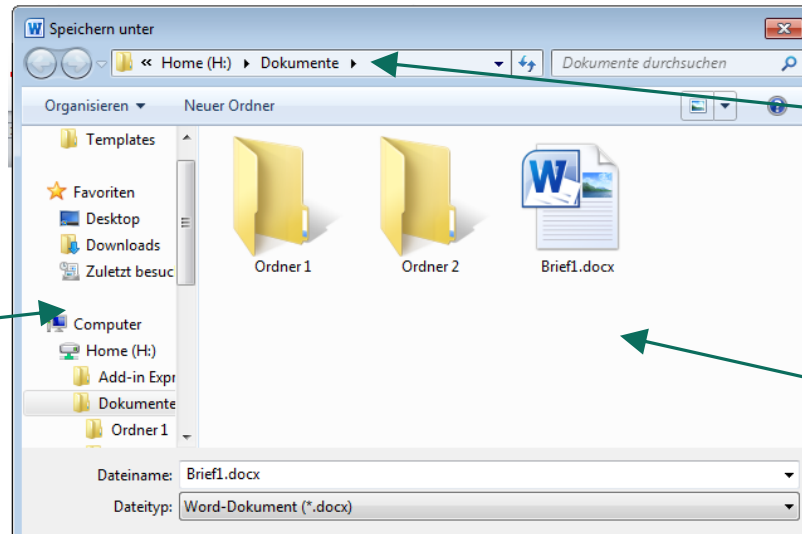 Speichern unter
« Home (H:) Dokumente
Dokumente durchsuchen
Organisieren
Neuer Ordner
Templates
Favoriten
Desktop
Downloads
Zuletzt besuc
Computer
Home (H:)
Add-in Expr
Dokumente
Ordner 1
Ordner 1
Ordner 2
Brief1.docx
Dateiname: Brief1.docx
Dateityp: Word-Dokument (*.docx)